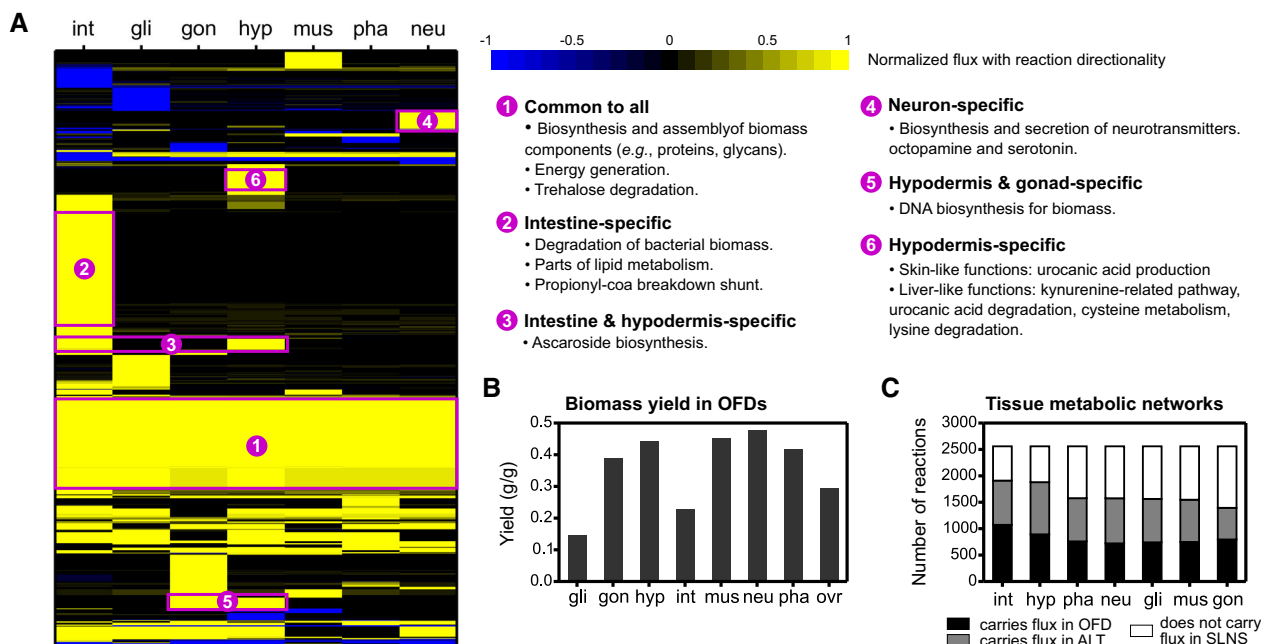 A
int gli gon hyp mus pha neu
-1 -0.5 0 0.5 1
Normalized flux with reaction directionality
4
6
2
3
1
5
1 Common to all
• Biosynthesis and assemblyof biomass
components (e.g., proteins, glycans).
• Energy generation.
• Trehalose degradation.
2 Intestine-specific
• Degradation of bacterial biomass.
• Parts of lipid metabolism.
• Propionyl-coa breakdown shunt.
3 Intestine & hypodermis-specific
• Ascaroside biosynthesis.
4 Neuron-specific
• Biosynthesis and secretion of neurotransmitters.
octopamine and serotonin.
5 Hypodermis & gonad-specific
• DNA biosynthesis for biomass.
6 Hypodermis-specific
• Skin-like functions: urocanic acid production
• Liver-like functions: kynurenine-related pathway,
urocanic acid degradation, cysteine metabolism,
lysine degradation.
B
Biomass yield in OFDs
Yield (g/g)
0.5
0.4
0.3
0.2
0.1
0.0
gli gon hyp int mus neu pha ovr
C
Tissue metabolic networks
Number of reactions
3000
2500
2000
1500
1000
500
0
int hyp pha neu gli mus gon
carries flux in OFD
carries flux in ALT
does not carry
flux in SLNS